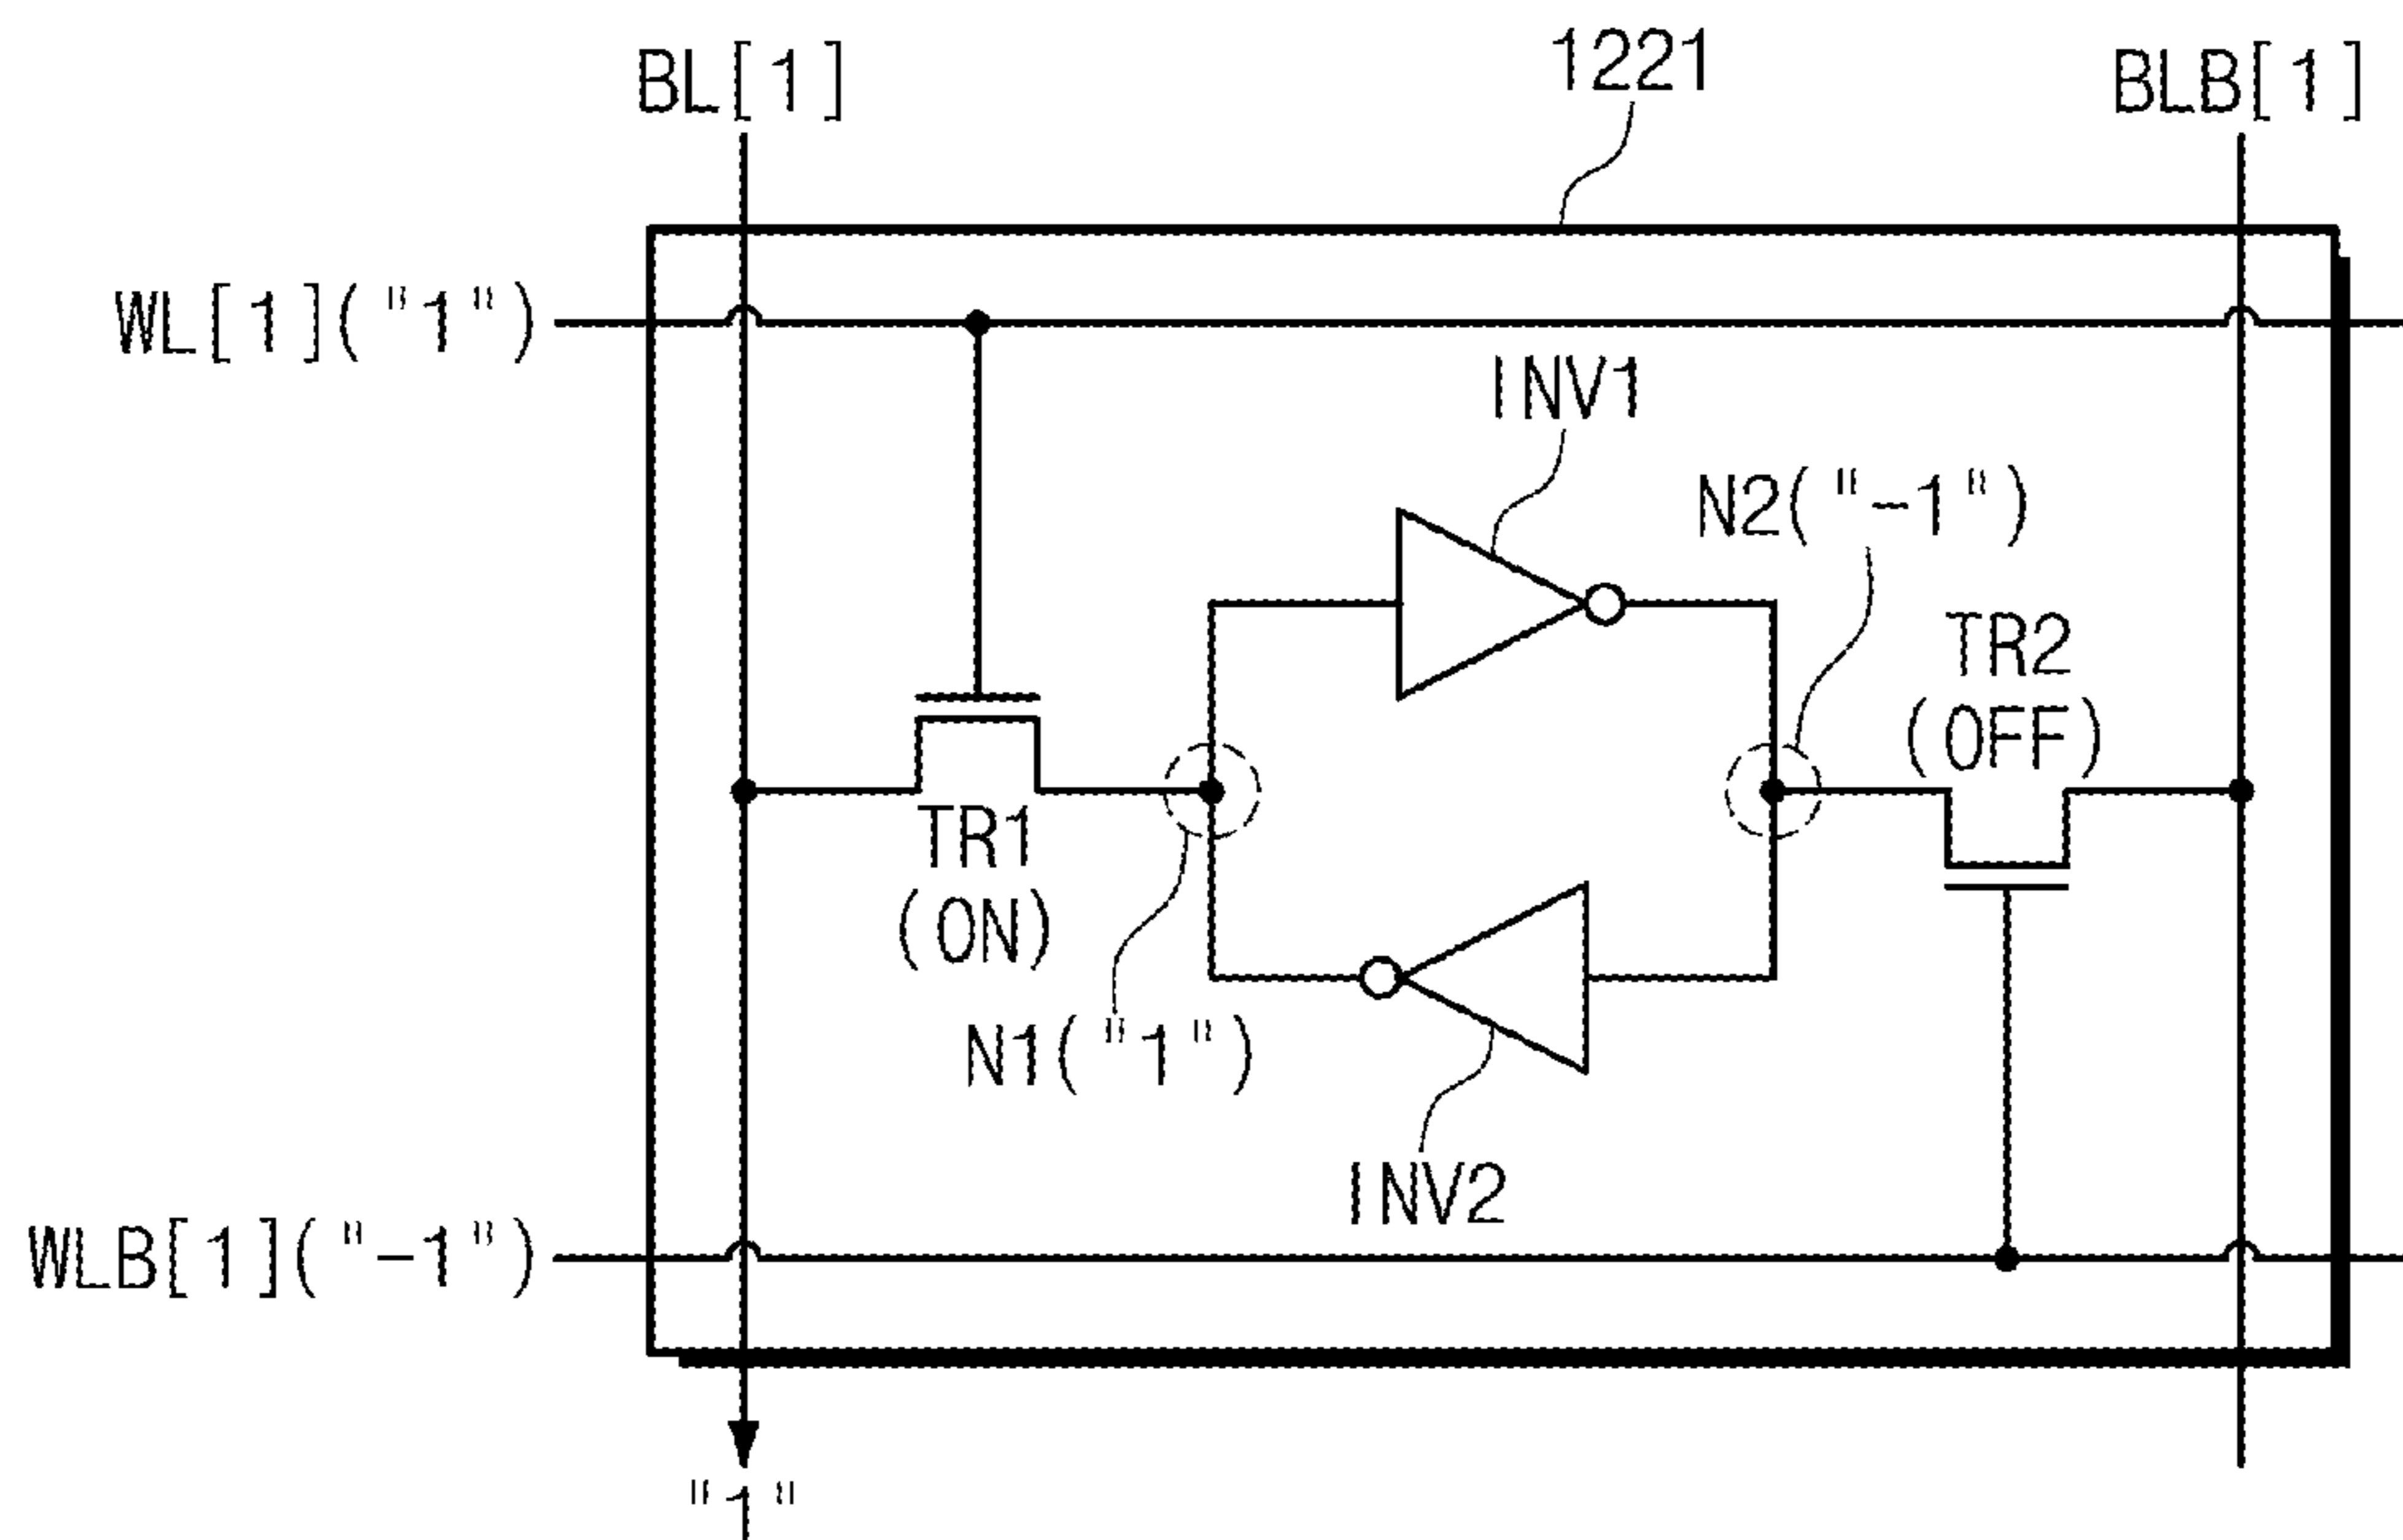 BL[1]
1221
BLB[1]
WL[1]("1")
INV1
N2("-1")
TR2
(OFF)
TR1
(ON)
N1("1")
INV2
WLB[1]("-1")
"1"